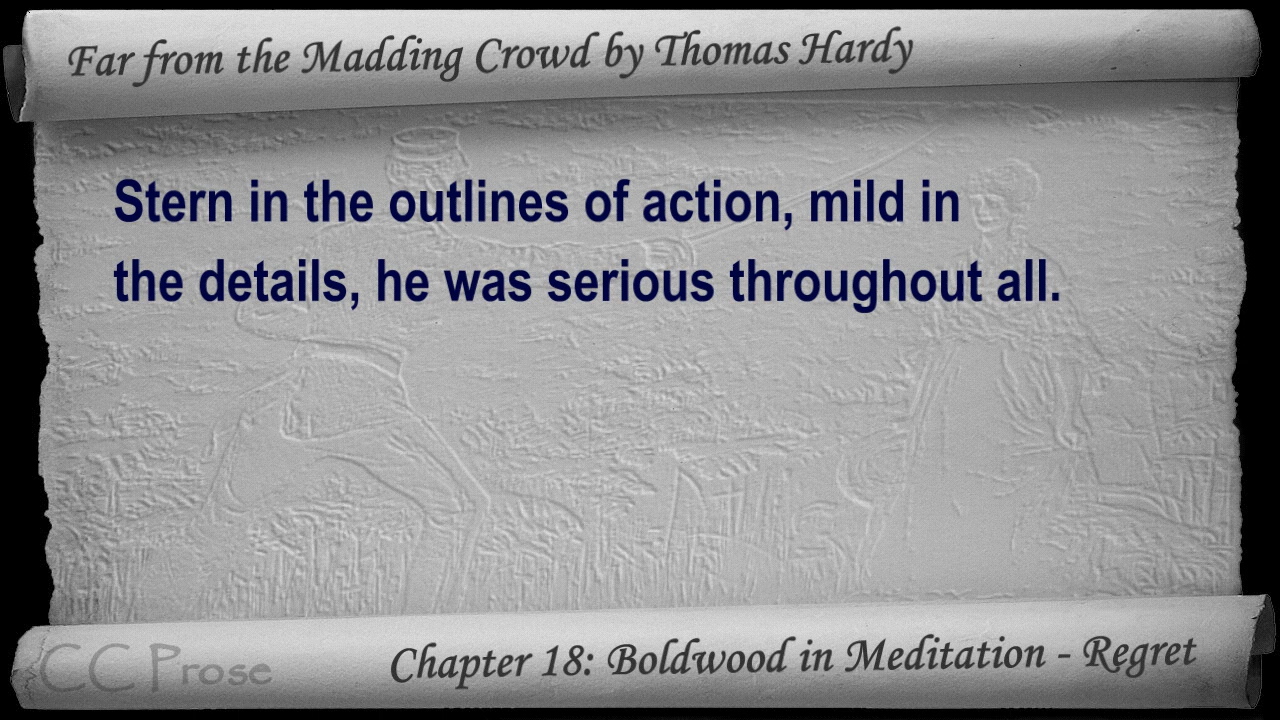 Far from the Madding Crowd by Thomas Hardy
Stern in the outlines of action, mild in
the details, he was serious throughout all.
CC Prose
Chapter 18: Boldwood in Meditation - Regret